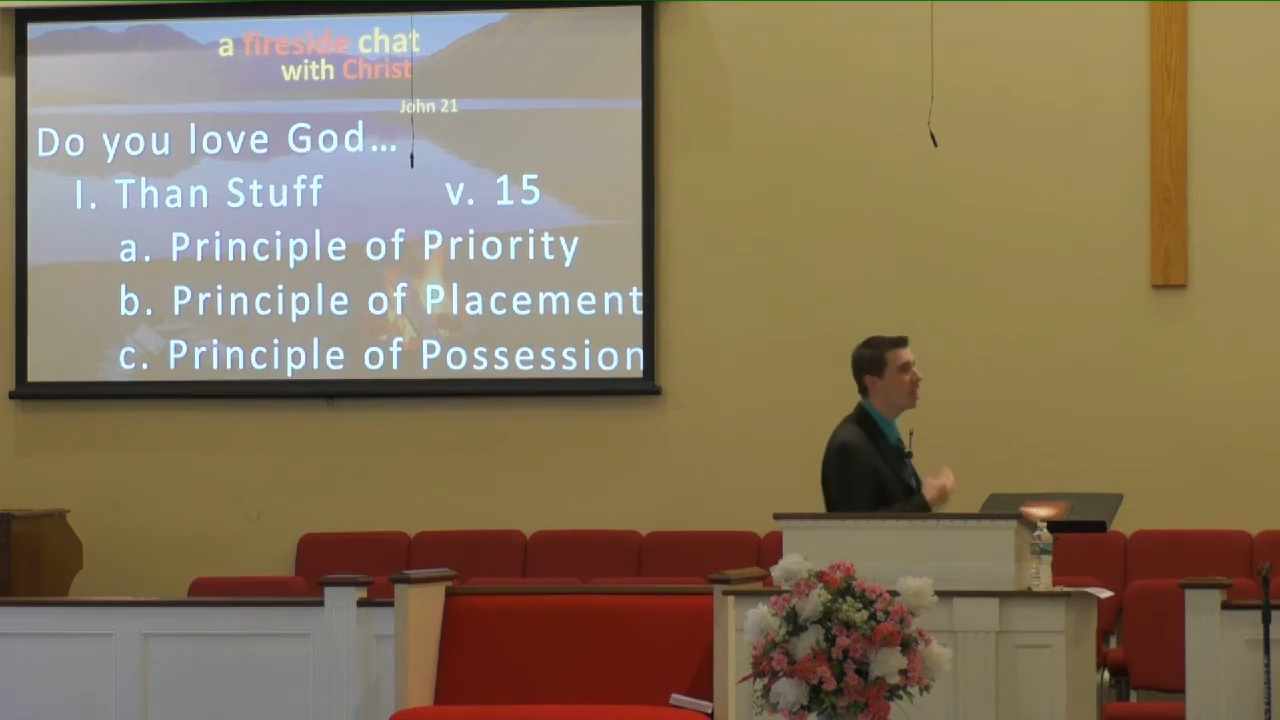 a fireside chat
with Christ
John 21
Do you love God...
I. Than Stuff v. 15
a. Principle of Priority
b. Principle of Placement
c. Principle of Possession